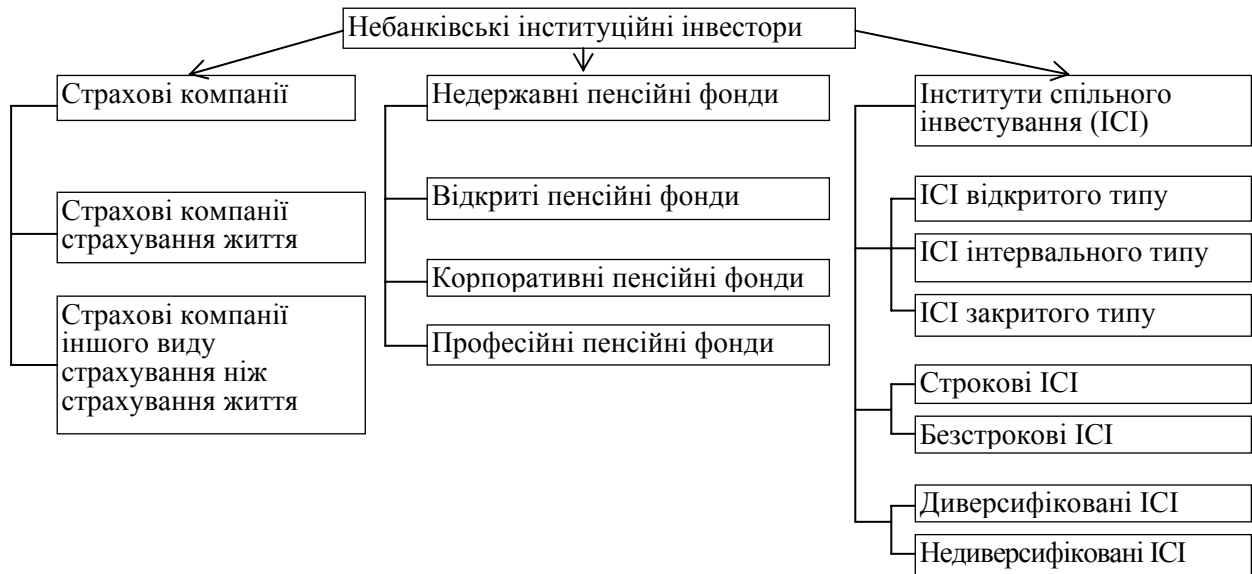 Небанківські інституційні інвестори
Страхові компанії
Страхові компанії
страхування життя
Страхові компанії
іншого виду
страхування ніж
страхування життя
Недержавні пенсійні фонди
Відкриті пенсійні фонди
Корпоративні пенсійні фонди
Професійні пенсійні фонди
Інститути спільного
інвестування (ІСІ)
ІСІ відкритого типу
ІСІ інтервального типу
ІСІ закритого типу
Строкові ІСІ
Безстрокові ІСІ
Диверсифіковані ІСІ
Недиверсифіковані ІСІ